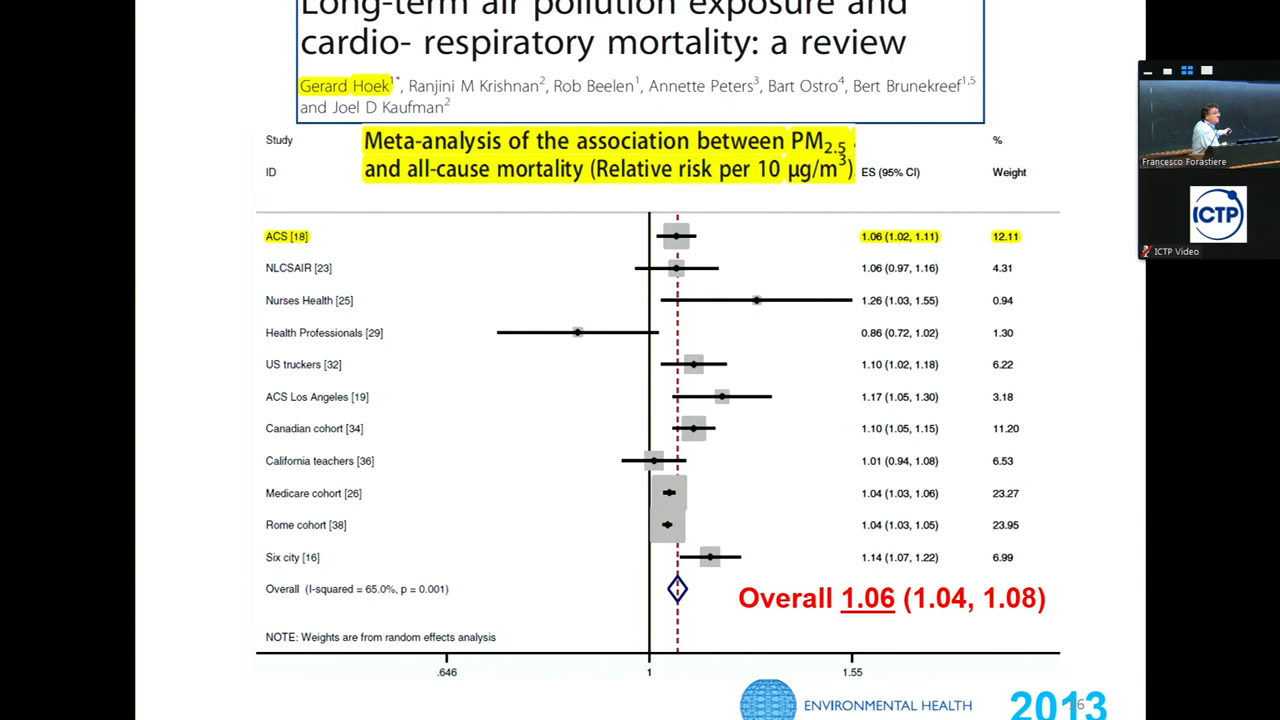 Long-term air pollution exposure and
cardio- respiratory mortality: a review
Gerard Hoek1*, Ranjini M Krishnan2, Rob Beelen1, Annette Peters3, Bart Ostro4, Bert Brunekreef1,5
and Joel D Kaufman2
Meta-analysis of the association between PM2.5
and all-cause mortality (Relative risk per 10 µg/m3).
Study %
ID ES (95% CI) Weight
ACS [18] 1.06 (1.02, 1.11) 12.11
NLCSAIR [23] 1.06 (0.97, 1.16) 4.31
Nurses Health [25] 1.26 (1.03, 1.55) 0.94
Health Professionals [29] 0.86 (0.72, 1.02) 1.30
US truckers [32] 1.10 (1.02, 1.18) 6.22
ACS Los Angeles [19] 1.17 (1.05, 1.30) 3.18
Canadian cohort [34] 1.10 (1.05, 1.15) 11.20
California teachers [36] 1.01 (0.94, 1.08) 6.53
Medicare cohort [26] 1.04 (1.03, 1.06) 23.27
Rome cohort [38] 1.04 (1.03, 1.05) 23.95
Six city [16] 1.14 (1.07, 1.22) 6.99
Overall (I-squared = 65.0%, p = 0.001)
Overall 1.06 (1.04, 1.08)
NOTE: Weights are from random effects analysis
.646 1 1.55
ENVIRONMENTAL HEALTH
2013
Francesco Forastiere
ICTP
ICTP Video